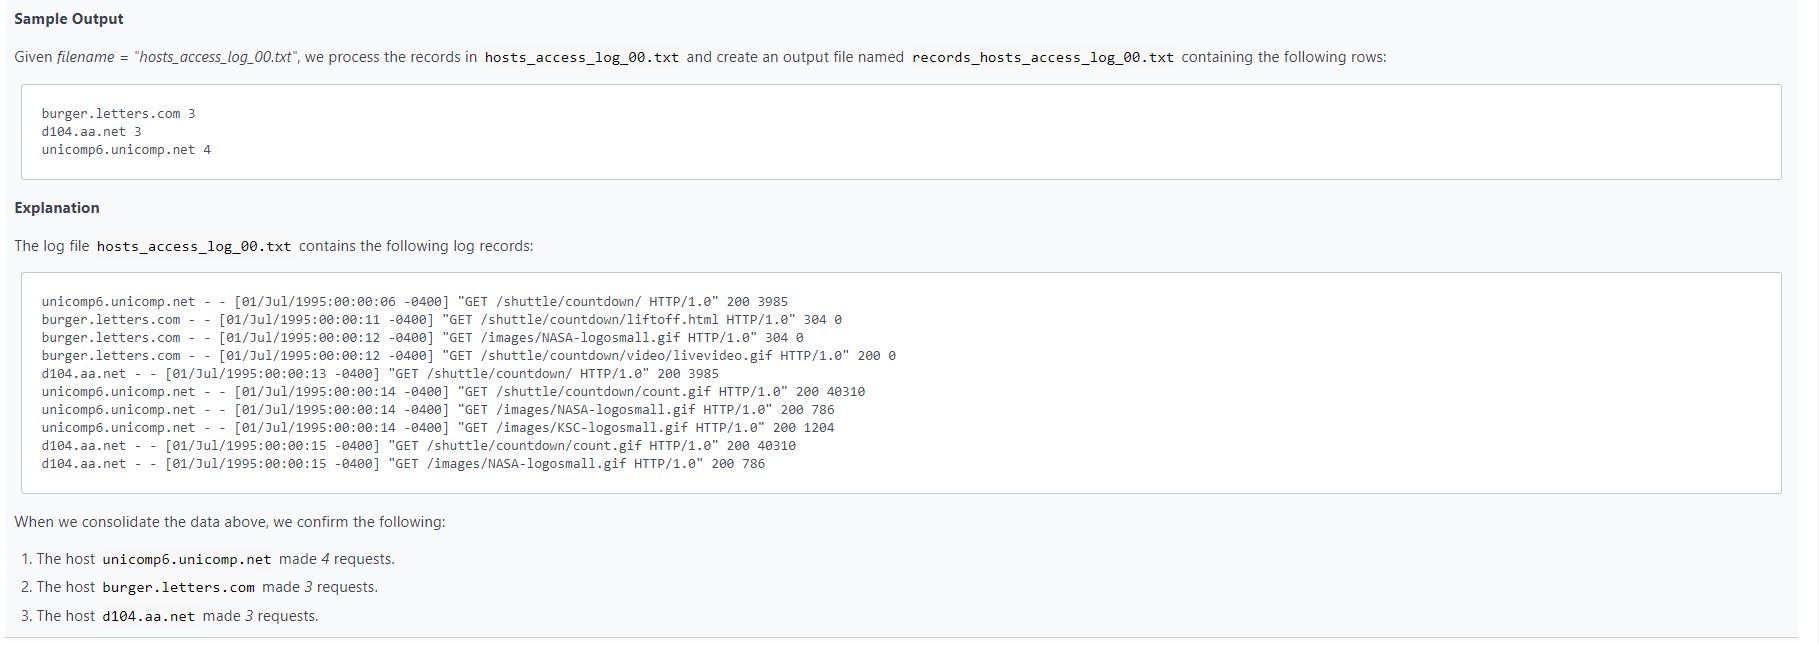 Sample Output
Given filename = "hosts_access_log_00.txt", we process the records in hosts_access_log_00.txt and create an output file named records_hosts_access_log_00.txt containing the following rows:
burger.letters.com 3
d104.aa.net 3
unicomp6.unicomp.net 4
Explanation
The log file hosts_access_log_00.txt contains the following log records:
unicomp6.unicomp.net - - [01/Jul/1995:00:00:06 -0400] "GET /shuttle/countdown/ HTTP/1.0" 200 3985
burger.letters.com - - [01/Jul/1995:00:00:11 -0400] "GET /shuttle/countdown/liftoff.html HTTP/1.0" 304 0
burger.letters.com - - [01/Jul/1995:00:00:12 -0400] "GET /images/NASA-logosmall.gif HTTP/1.0" 304 0
burger.letters.com - - [01/Jul/1995:00:00:12 -0400] "GET /shuttle/countdown/video/livevideo.gif HTTP/1.0" 200 0
d104.aa.net - - [01/Jul/1995:00:00:13 -0400] "GET /shuttle/countdown/ HTTP/1.0" 200 3985
unicomp6.unicomp.net - - [01/Jul/1995:00:00:14 -0400] "GET /shuttle/countdown/count.gif HTTP/1.0" 200 40310
unicomp6.unicomp.net - - [01/Jul/1995:00:00:14 -0400] "GET /images/NASA-logosmall.gif HTTP/1.0" 200 786
unicomp6.unicomp.net - - [01/Jul/1995:00:00:14 -0400] "GET /images/KSC-logosmall.gif HTTP/1.0" 200 1204
d104.aa.net - - [01/Jul/1995:00:00:15 -0400] "GET /shuttle/countdown/count.gif HTTP/1.0" 200 40310
d104.aa.net - - [01/Jul/1995:00:00:15 -0400] "GET /images/NASA-logosmall.gif HTTP/1.0" 200 786
When we consolidate the data above, we confirm the following:
1. The host unicomp6.unicomp.net made 4 requests.
2. The host burger.letters.com made 3 requests.
3. The host d104.aa.net made 3 requests.